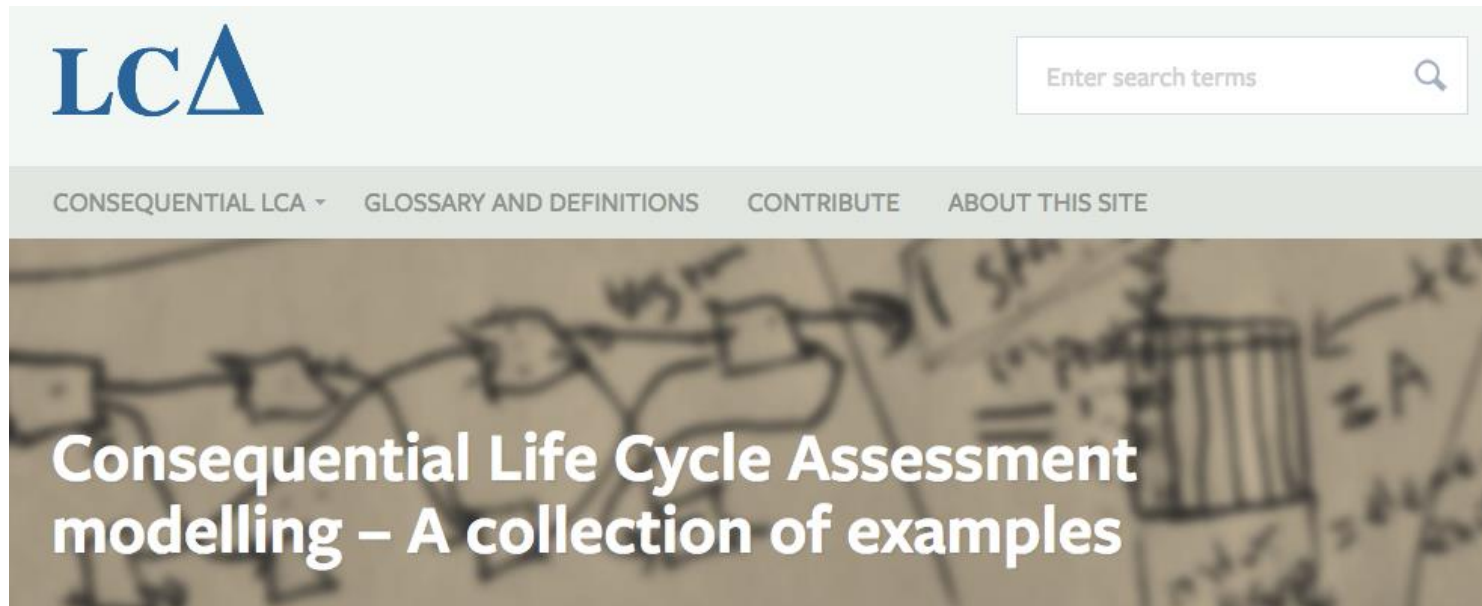 LCΔ
Enter search terms
CONSEQUENTIAL LCA
GLOSSARY AND DEFINITIONS
CONTRIBUTE
ABOUT THIS SITE
= A
Consequential Life Cycle Assessment
modelling – A collection of examples